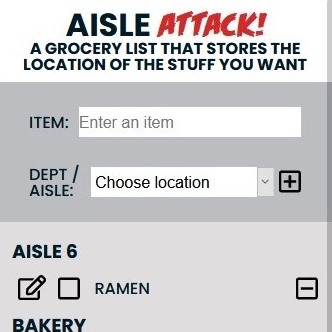 AISLE ATTACK!
A GROCERY LIST THAT STORES THE
LOCATION OF THE STUFF YOU WANT
ITEM: Enter an item
DEPT /
AISLE: Choose location
AISLE 6
RAMEN
BAKERY